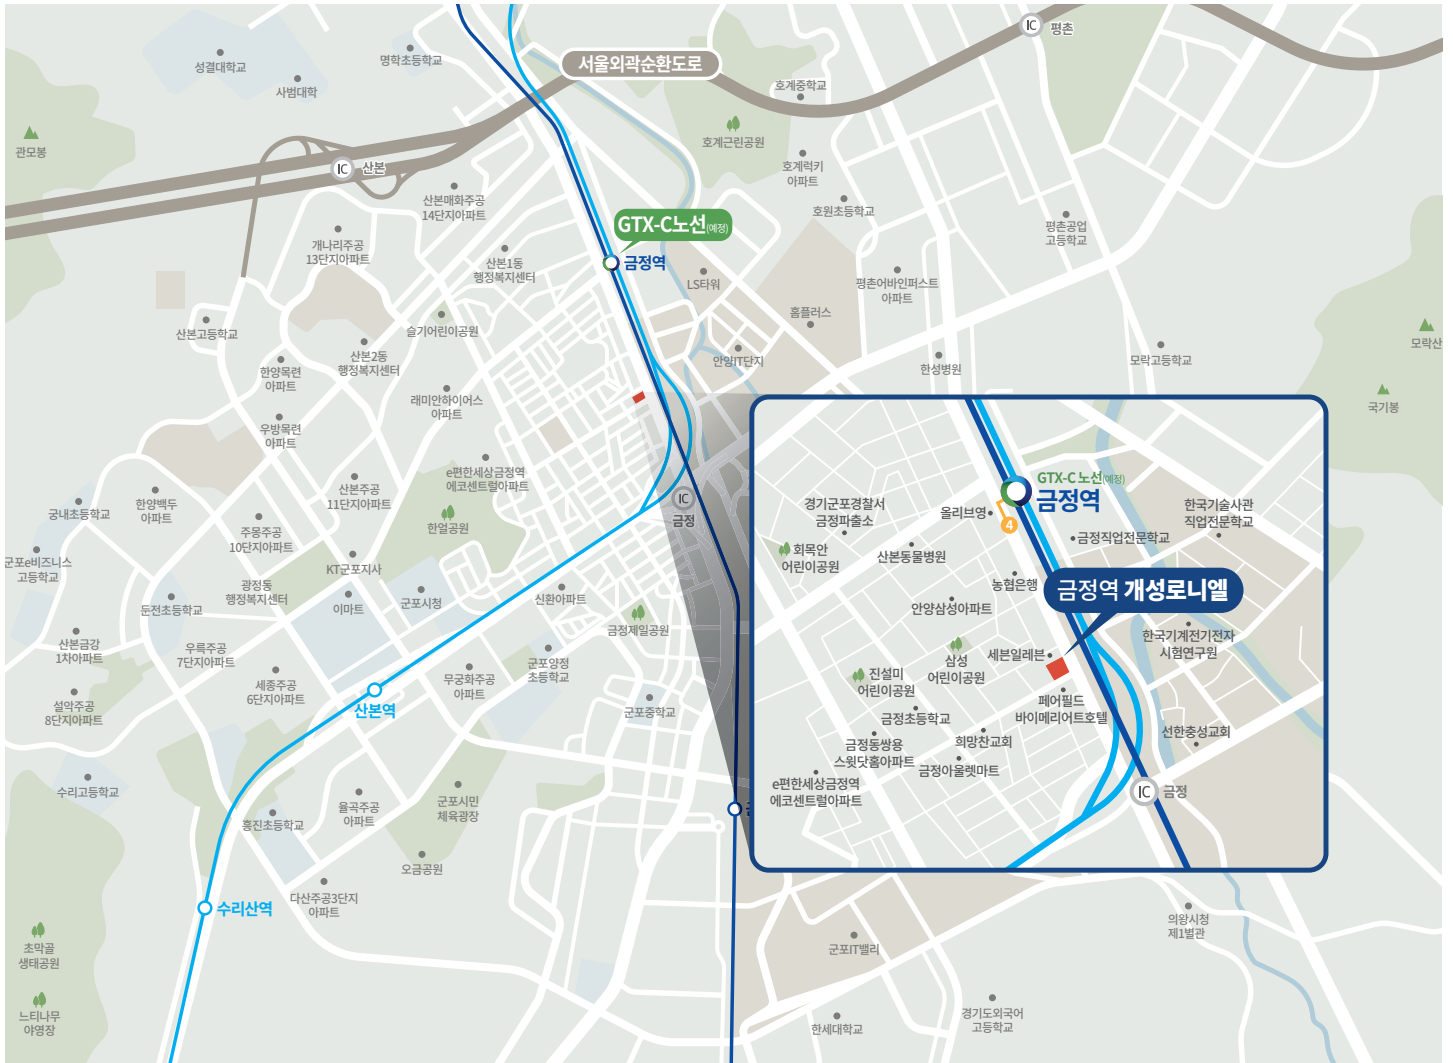 평촌
IC
성결대학교
사범대학
명학초등학교
서울외곽순환도로
호계중학교
호계근린공원
관모봉
IC
산본
호계럭키
아파트
산본매화주공
14단지아파트
호원초등학교
GTX-C노선(예정)
금정역
개나리주공
13단지아파트
산본1동
행정복지센터
평촌공업
고등학교
LS타워
평촌어바인퍼스트
아파트
홈플러스
산본고등학교
슬기어린이공원
산본2동
행정복지센터
안양IT단지
한성병원
모락고등학교
모락산
한양목련
아파트
래미안하이어스
아파트
국기봉
우방목련
아파트
e편한세상금정역
에코센트럴아파트
산본주공
11단지아파트
한양백두
아파트
궁내초등학교
한얼공원
IC
금정
주몽주공
10단지아파트
군포e비즈니스
고등학교
KT군포지사
광정동
행정복지센터
둔전초등학교
이마트
군포시청
신환아파트
금정제일공원
산본금강
1차아파트
우륵주공
7단지아파트
군포양정
초등학교
세종주공
6단지아파트
무궁화주공
아파트
설악주공
8단지아파트
산본역
군포중학교
수리고등학교
율곡주공
아파트
군포시민
체육광장
흥진초등학교
오금공원
다산주공3단지
아파트
수리산역
초막골
생태공원
느티나무
야영장
GTX-C 노선(예정)
금정역
4
경기군포경찰서
금정파출소
올리브영
한국기술사관
직업전문학교
금정직업전문학교
회목안
어린이공원
산본동물병원
농협은행
금정역 개성로니엘
안양삼성아파트
한국기계전기전자
시험연구원
세븐일레븐
삼성
어린이공원
진설미
어린이공원
페어필드
바이메리어트호텔
금정초등학교
선한충성교회
금정동쌍용
스윗닷홈아파트
희망찬교회
금정아울렛마트
e편한세상금정역
에코센트럴아파트
IC
금정
의왕시청
제1별관
군포IT밸리
한세대학교
경기도외국어
고등학교